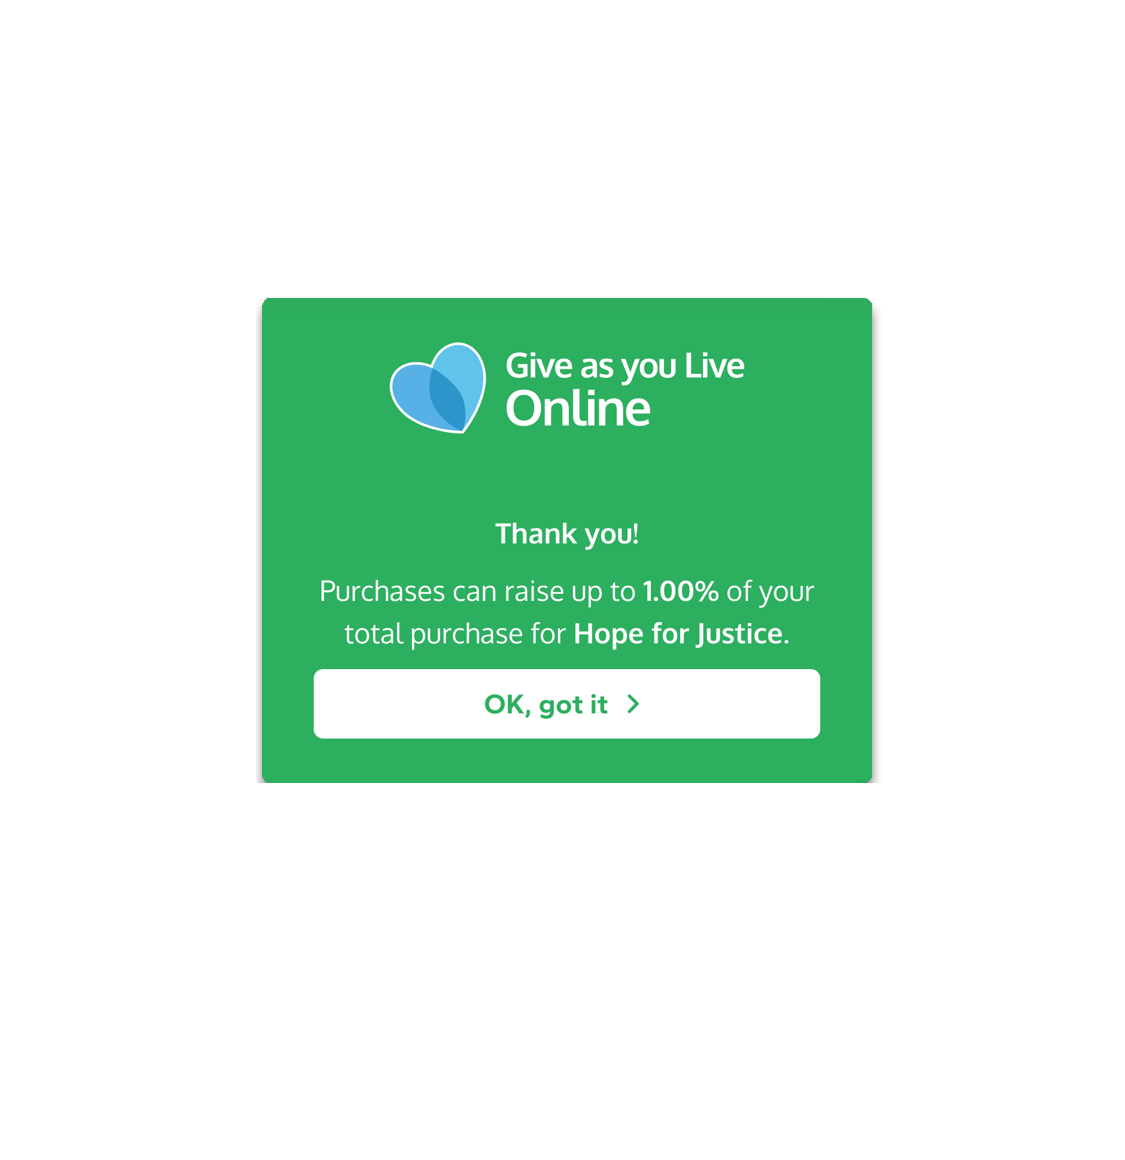 Give as you Live
Online
Thank you!
Purchases can raise up to 1.00% of your
total purchase for Hope for Justice.
OK, got it